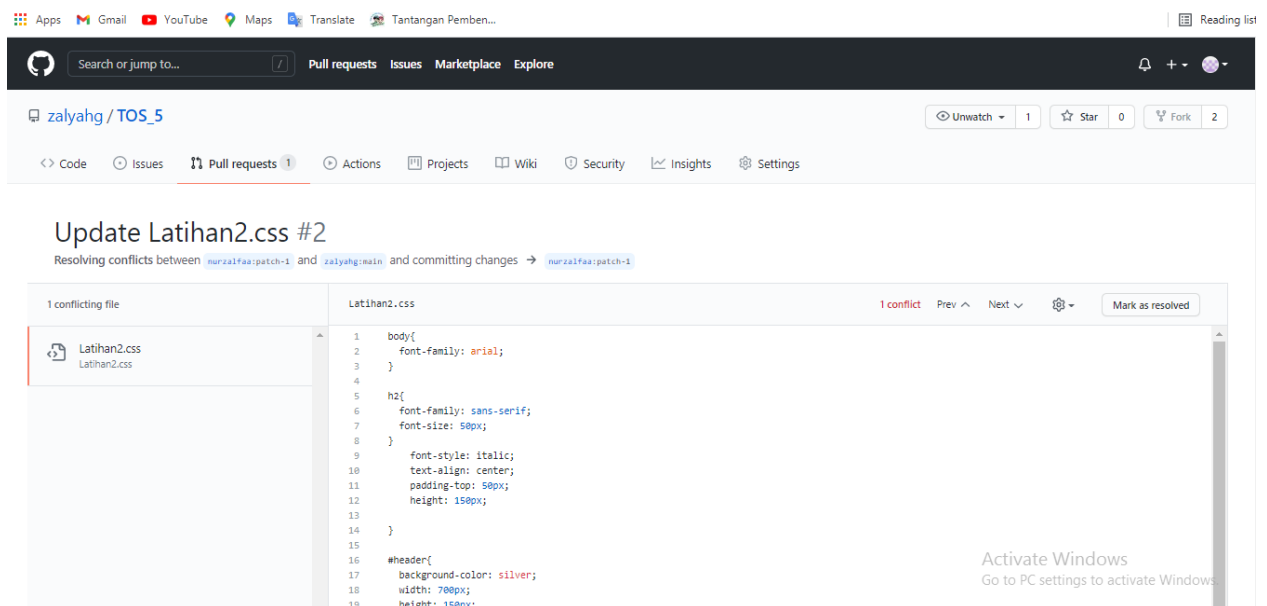 Apps Gmail YouTube Maps Translate Tantangan Pemben... Reading list
Search or jump to... / Pull requests Issues Marketplace Explore
zalyahg / TOS_5 Unwatch 1 Star 0 Fork 2
Code Issues Pull requests 1 Actions Projects Wiki Security Insights Settings
Update Latihan2.css #2
Resolving conflicts between nurzalfaa:patch-1 and zalyahg:main and committing changes → nurzalfaa:patch-1
1 conflicting file
Latihan2.css 1 conflict Prev Next Mark as resolved
Latihan2.css
Latihan2.css
1 body{
2 font-family: arial;
3 }
4
5 h2{
6 font-family: sans-serif;
7 font-size: 50px;
8 }
9 font-style: italic;
10 text-align: center;
11 padding-top: 50px;
12 height: 150px;
13
14 }
15
16 #header{
17 background-color: silver;
18 width: 700px;
19 height: 150px;
Activate Windows
Go to PC settings to activate Windows.